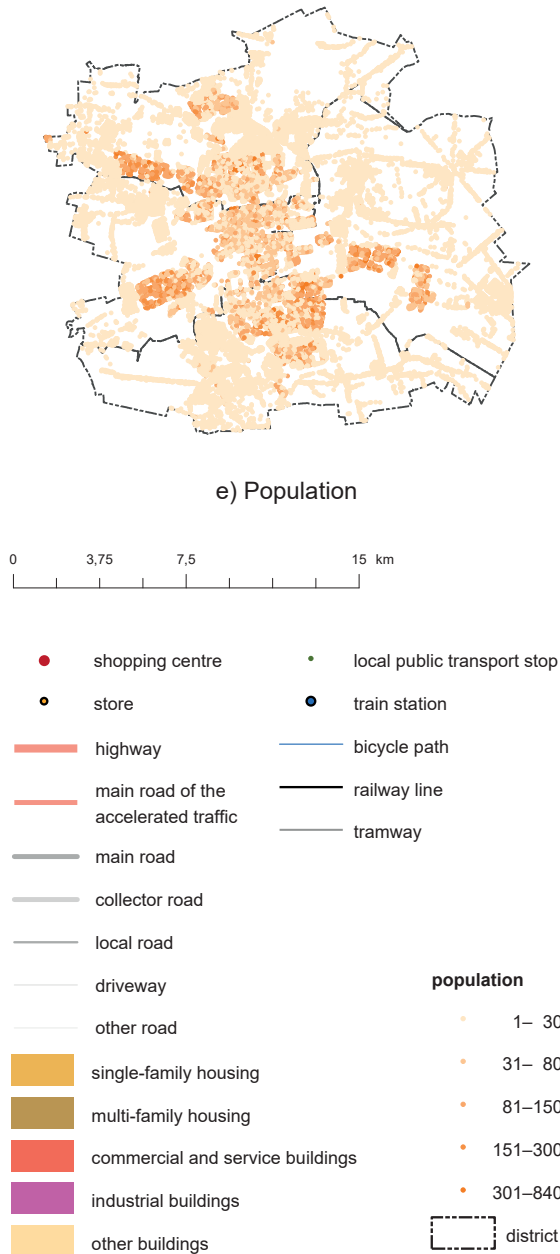 e) Population
0 3,75 7,5 15 km
shopping centre
store
highway
main road of the
accelerated traffic
main road
collector road
local road
driveway
other road
single-family housing
multi-family housing
commercial and service buildings
industrial buildings
other buildings
local public transport stop
train station
bicycle path
railway line
tramway
population
1– 30
31– 80
81–150
151–300
301–840
district